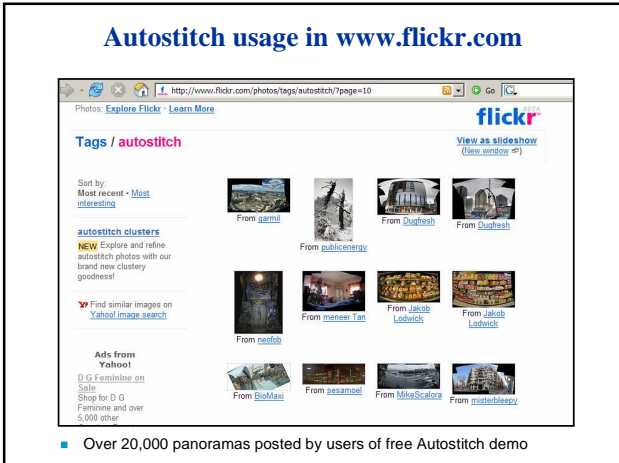 Autostitch usage in www.flickr.com
http://www.flickr.com/photos/tags/autostitch/?page=10
Go
Photos: Explore Flickr · Learn More
flickr BETA
Tags / autostitch
View as slideshow
(New window)
Sort by:
Most recent • Most
interesting
autostitch clusters
NEW Explore and refine
autostitch photos with our
brand new clustery
goodness!
Y! Find similar images on
Yahoo! image search
Ads from
Yahoo!
D G Feminine on
Sale
Shop for D G
Feminine and over
5,000 other
From garmil
From publicenergy
From Dugfresh
From Dugfresh
From neofob
From meneer Tan
From Jakob
Lodwick
From Jakob
Lodwick
From BioMaxi
From sesamoel
From MikeScalora
From misterbleepy
Over 20,000 panoramas posted by users of free Autostitch demo